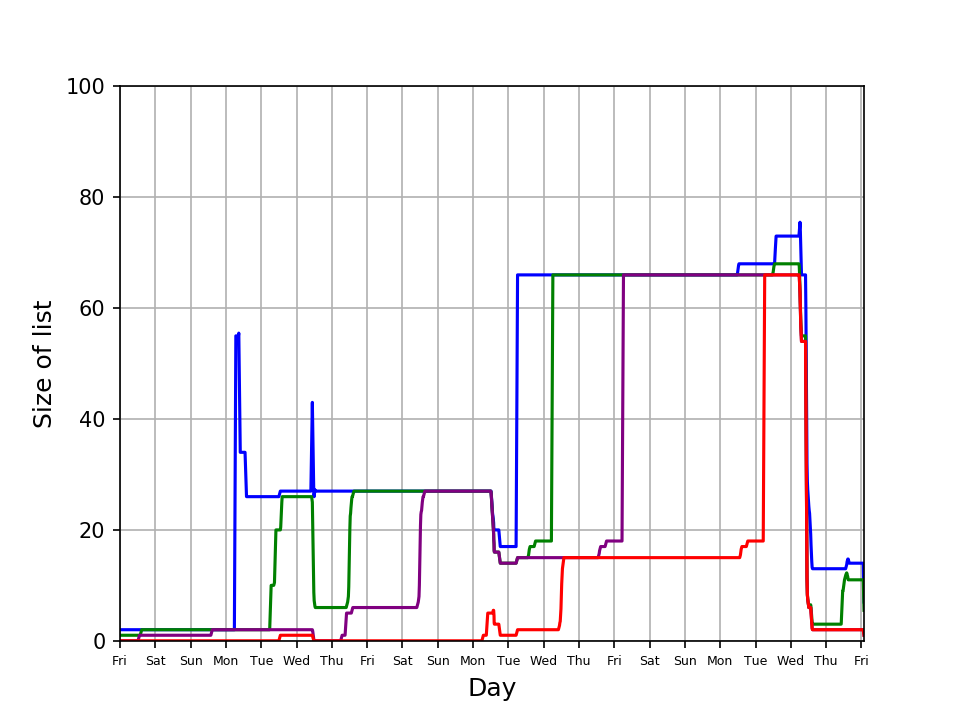 100
80
60
40
20
0
Size of list
Fri Sat Sun Mon Tue Wed Thu Fri Sat Sun Mon Tue Wed Thu Fri Sat Sun Mon Tue Wed Thu Fri
Day